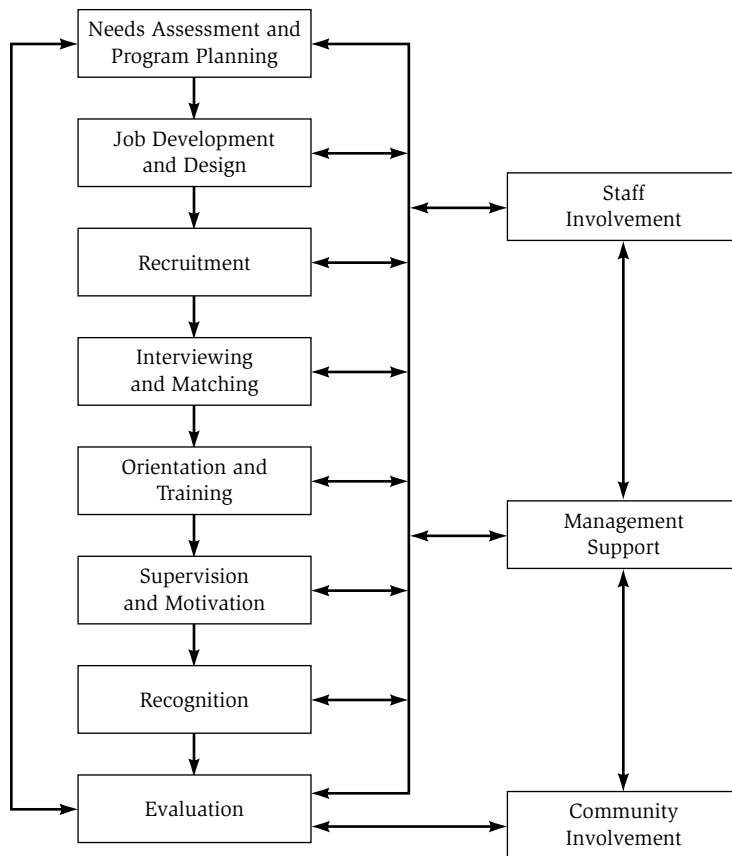 Needs Assessment and
Program Planning
Job Development
and Design
Recruitment
Interviewing
and Matching
Orientation and
Training
Supervision
and Motivation
Recognition
Evaluation
Staff
Involvement
Management
Support
Community
Involvement